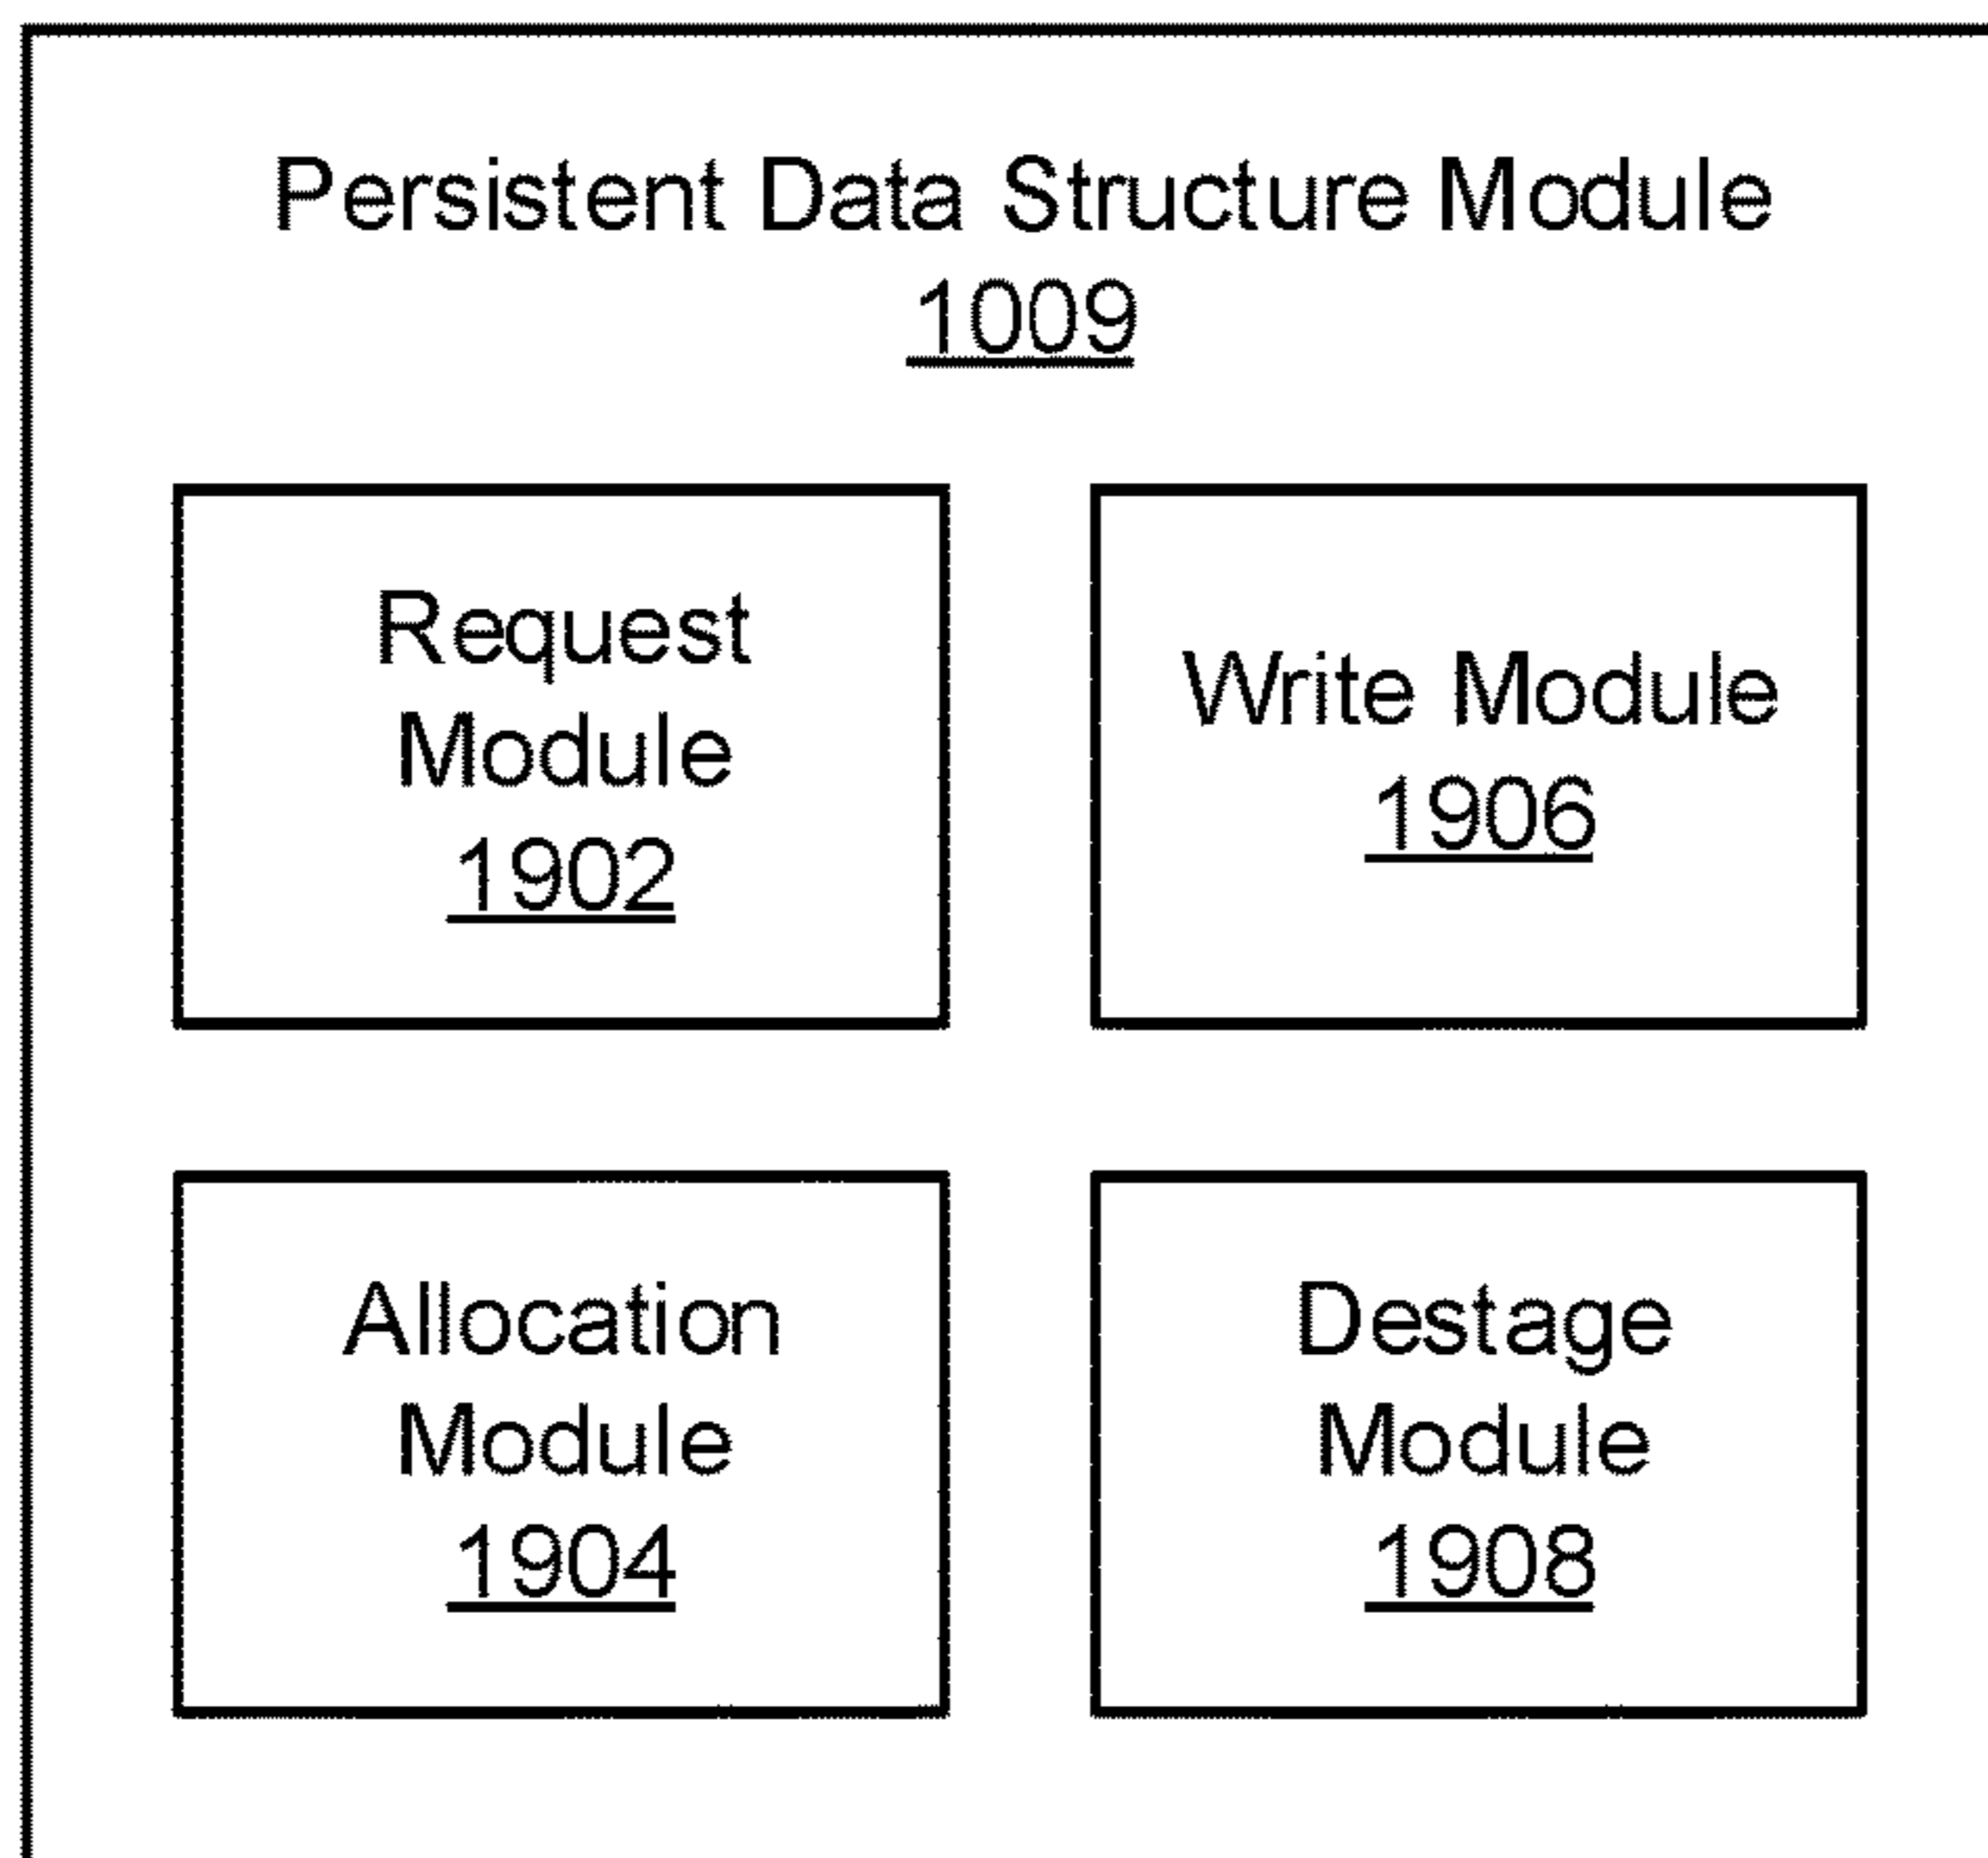 Persistent Data Structure Module
1009
Request
Module
1902
Write Module
1906
Allocation
Module
1904
Destage
Module
1908